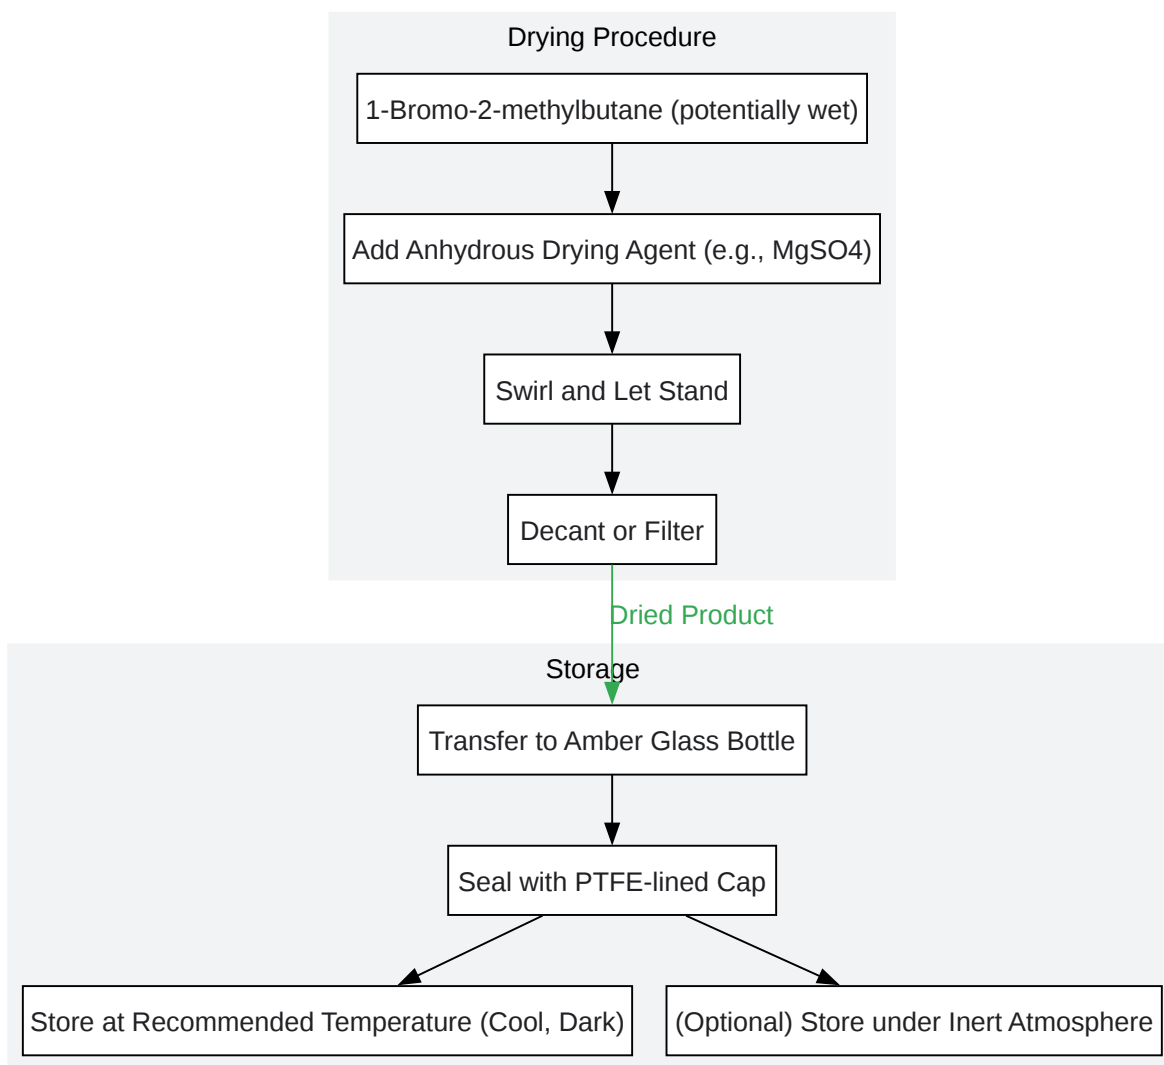 Drying Procedure
1-Bromo-2-methylbutane (potentially wet)
Add Anhydrous Drying Agent (e.g., MgSO4)
Swirl and Let Stand
Decant or Filter
Dried Product
Storage
Transfer to Amber Glass Bottle
Seal with PTFE-lined Cap
Store at Recommended Temperature (Cool, Dark)
(Optional) Store under Inert Atmosphere